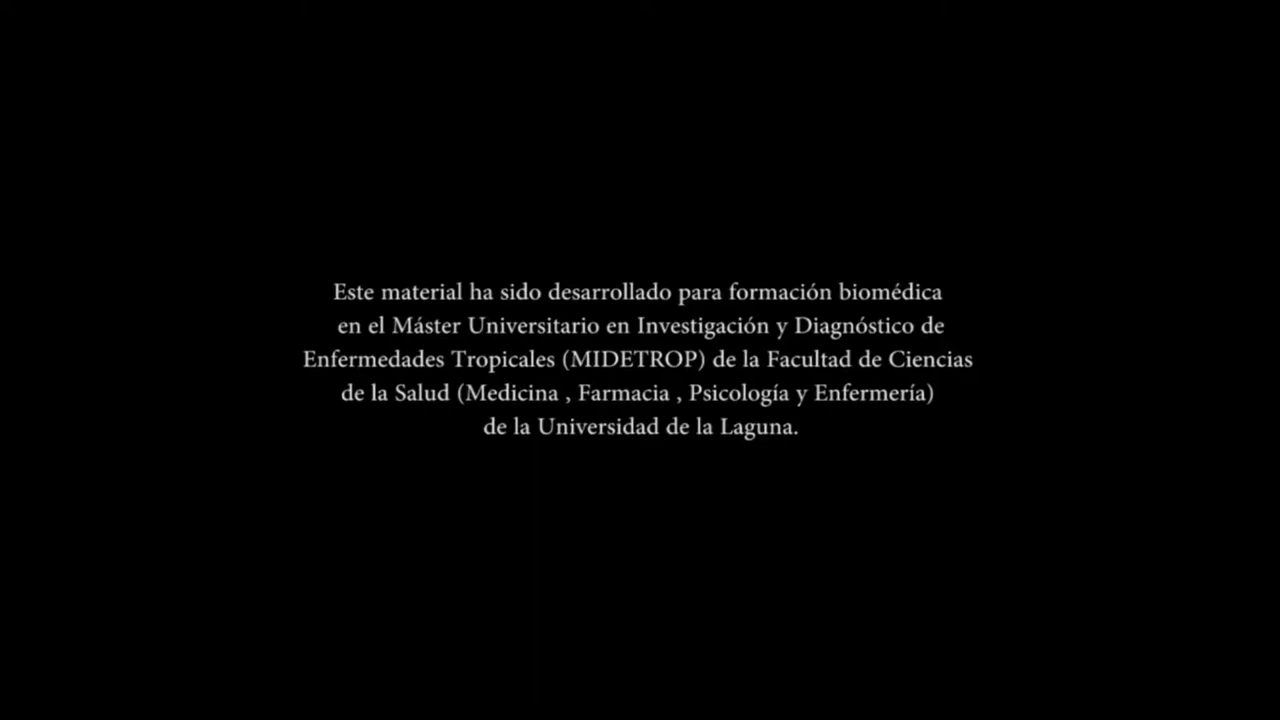 Este material ha sido desarrollado para formación biomédica
en el Máster Universitario en Investigación y Diagnóstico de
Enfermedades Tropicales (MIDETROP) de la Facultad de Ciencias
de la Salud (Medicina , Farmacia , Psicología y Enfermería)
de la Universidad de la Laguna.